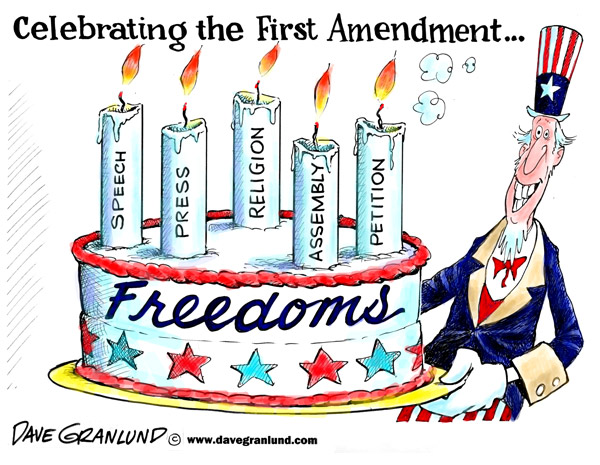 Celebrating the First Amendment...
SPEECH
PRESS
RELIGION
ASSEMBLY
PETITION
Freedoms
DAVE GRANLUND © www.davegranlund.com